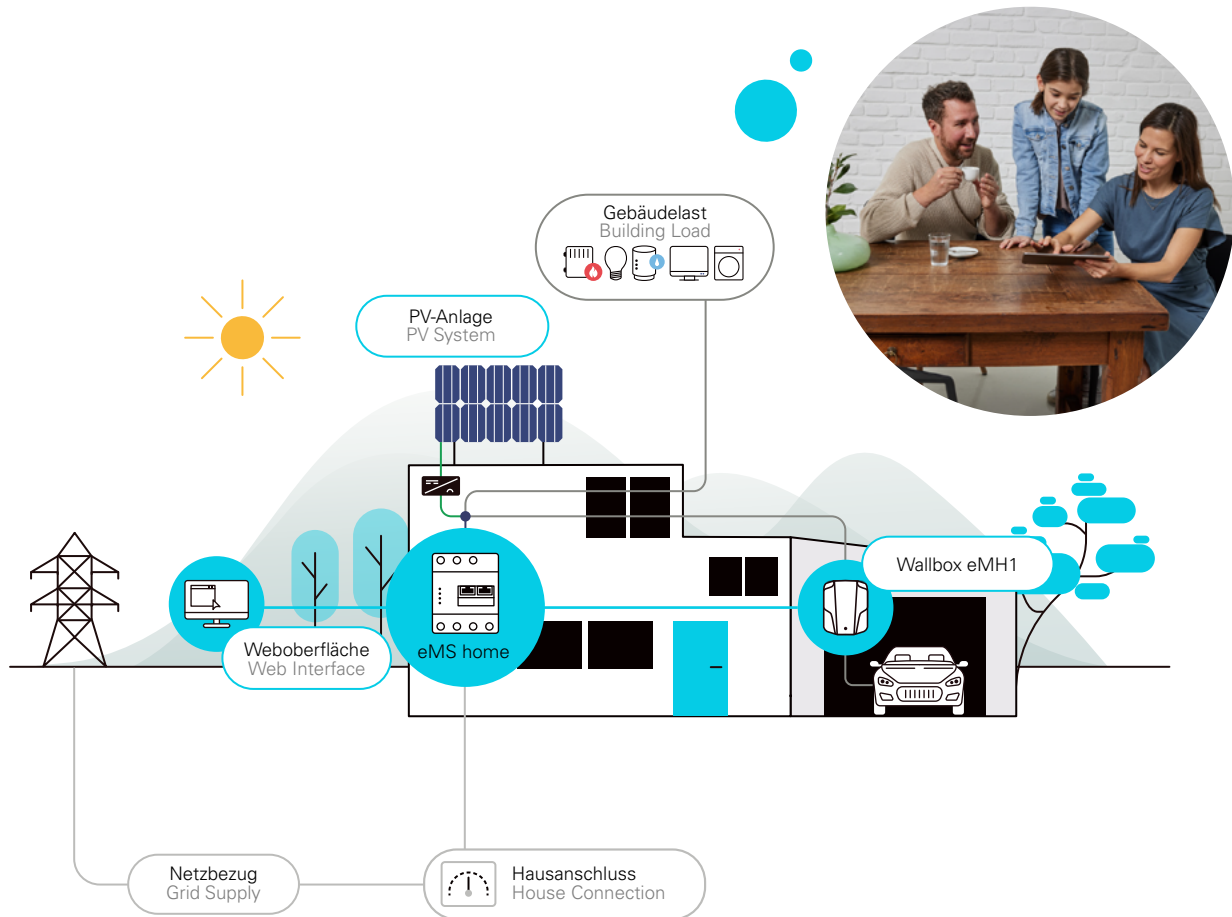 Gebäudelast
Building Load
PV-Anlage
PV System
Wallbox eMH1
Weboberfläche
Web Interface
eMS home
Netzbezug
Grid Supply
Hausanschluss
House Connection